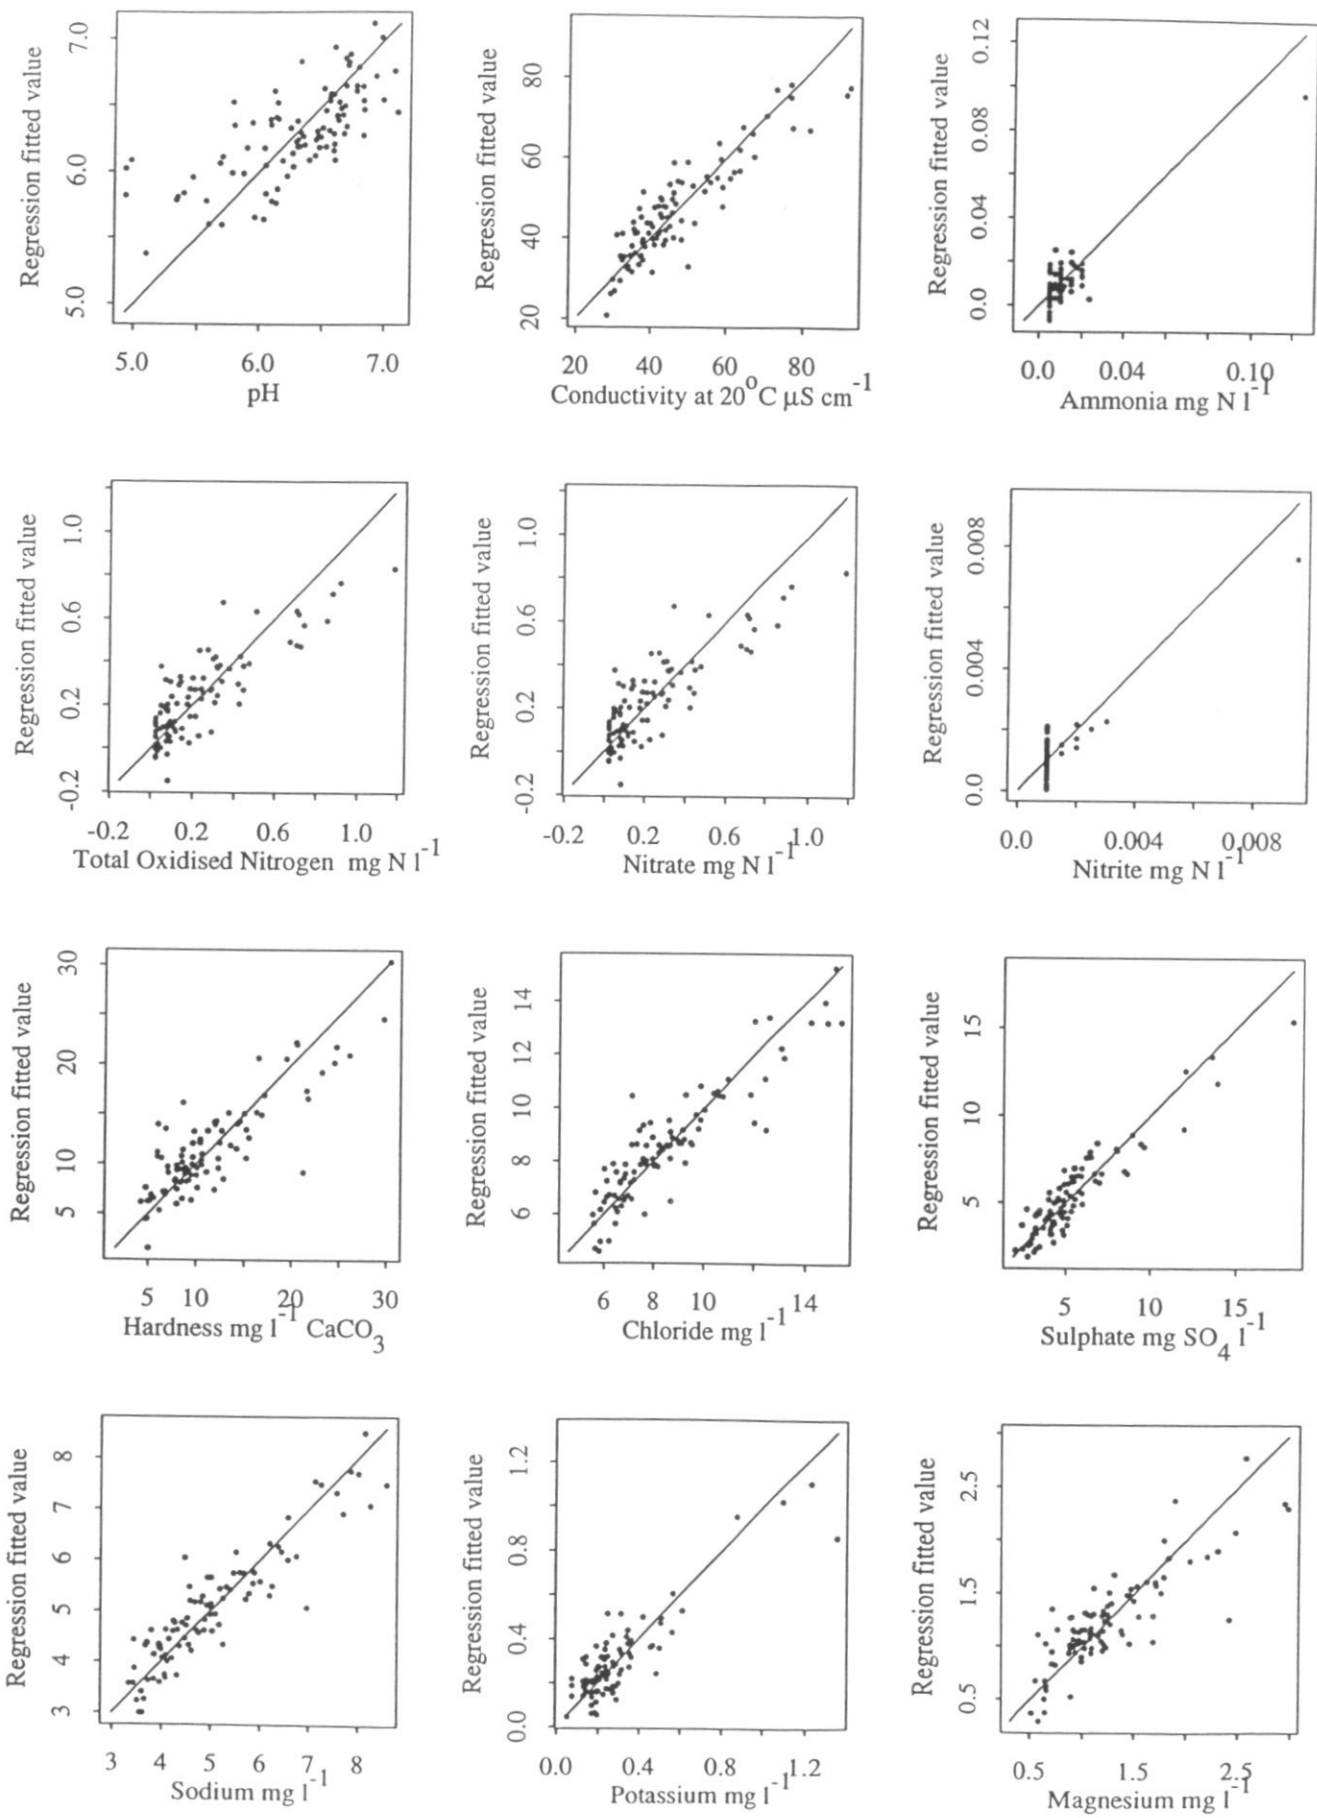 Regression fitted value
7.0
6.0
5.0
5.0 6.0 7.0
pH
Regression fitted value
80
60
40
20
20 40 60 80
Conductivity at 20°C μS cm⁻¹
Regression fitted value
0.12
0.08
0.04
0.0
0.0 0.04 0.10
Ammonia mg N l⁻¹
Regression fitted value
1.0
0.6
0.2
-0.2
-0.2 0.2 0.6 1.0
Total Oxidised Nitrogen mg N l⁻¹
Regression fitted value
1.0
0.6
0.2
-0.2
-0.2 0.2 0.6 1.0
Nitrate mg N l⁻¹
Regression fitted value
0.008
0.004
0.0
0.0 0.004 0.008
Nitrite mg N l⁻¹
Regression fitted value
30
20
10
5
5 10 20 30
Hardness mg l⁻¹ CaCO₃
Regression fitted value
14
12
10
8
6
6 8 10 14
Chloride mg l⁻¹
Regression fitted value
15
10
5
5 10 15
Sulphate mg SO₄ l⁻¹
Regression fitted value
8
7
6
5
4
3
3 4 5 6 7 8
Sodium mg l⁻¹
Regression fitted value
1.2
0.8
0.4
0.0
0.0 0.4 0.8 1.2
Potassium mg l⁻¹
Regression fitted value
2.5
1.5
0.5
0.5 1.5 2.5
Magnesium mg l⁻¹